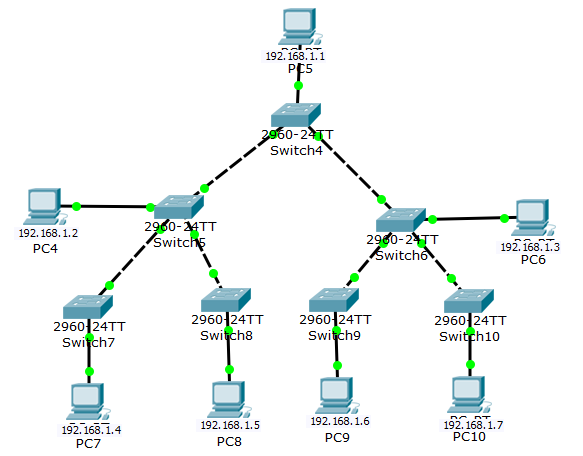 192.168.1.1
PC5
2960-24TT
Switch4
192.168.1.2
PC4
2960-24TT
Switch5
2960-24TT
Switch6
192.168.1.3
PC6
2960-24TT
Switch7
2960-24TT
Switch8
2960-24TT
Switch9
2960-24TT
Switch10
192.168.1.4
PC7
192.168.1.5
PC8
192.168.1.6
PC9
192.168.1.7
PC10